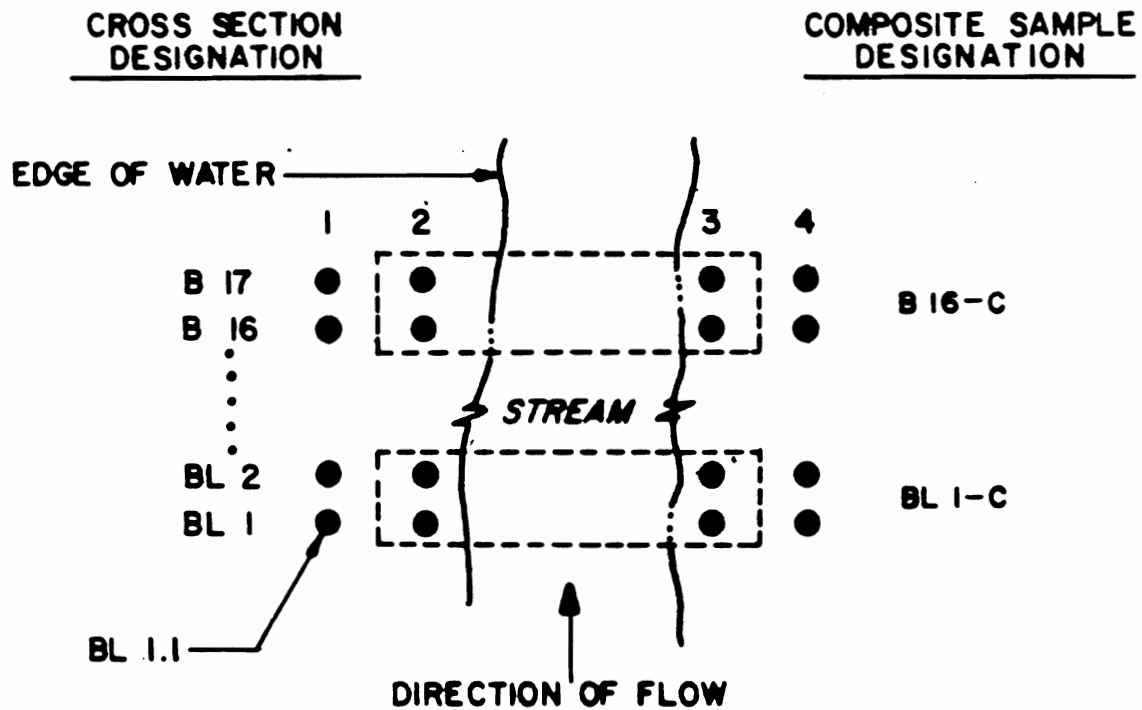 CROSS SECTION
DESIGNATION
COMPOSITE SAMPLE
DESIGNATION
EDGE OF WATER
1 2 3 4
B 17
B 16
B 16-C
STREAM
BL 2
BL 1
BL 1-C
BL 1.1
DIRECTION OF FLOW